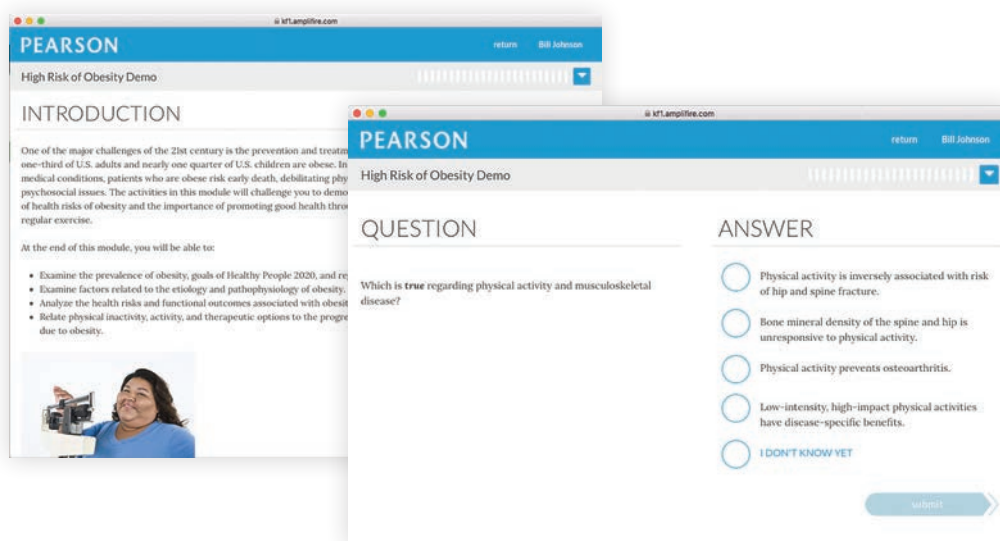 kf1.amplifire.com
PEARSON
return Bill Johnson
High Risk of Obesity Demo
INTRODUCTION
One of the major challenges of the 21st century is the prevention and treatm
one-third of U.S. adults and nearly one quarter of U.S. children are obese. In
medical conditions, patients who are obese risk early death, debilitating phy
psychosocial issues. The activities in this module will challenge you to demo
of health risks of obesity and the importance of promoting good health throu
regular exercise.
At the end of this module, you will be able to:
• Examine the prevalence of obesity, goals of Healthy People 2020, and re
• Examine factors related to the etiology and pathophysiology of obesity.
• Analyze the health risks and functional outcomes associated with obesit
• Relate physical inactivity, activity, and therapeutic options to the progre
due to obesity.
kf1.amplifire.com
PEARSON
return Bill Johnson
High Risk of Obesity Demo
QUESTION
Which is true regarding physical activity and musculoskeletal
disease?
ANSWER
Physical activity is inversely associated with risk
of hip and spine fracture.
Bone mineral density of the spine and hip is
unresponsive to physical activity.
Physical activity prevents osteoarthritis.
Low-intensity, high-impact physical activities
have disease-specific benefits.
I DON'T KNOW YET
submit